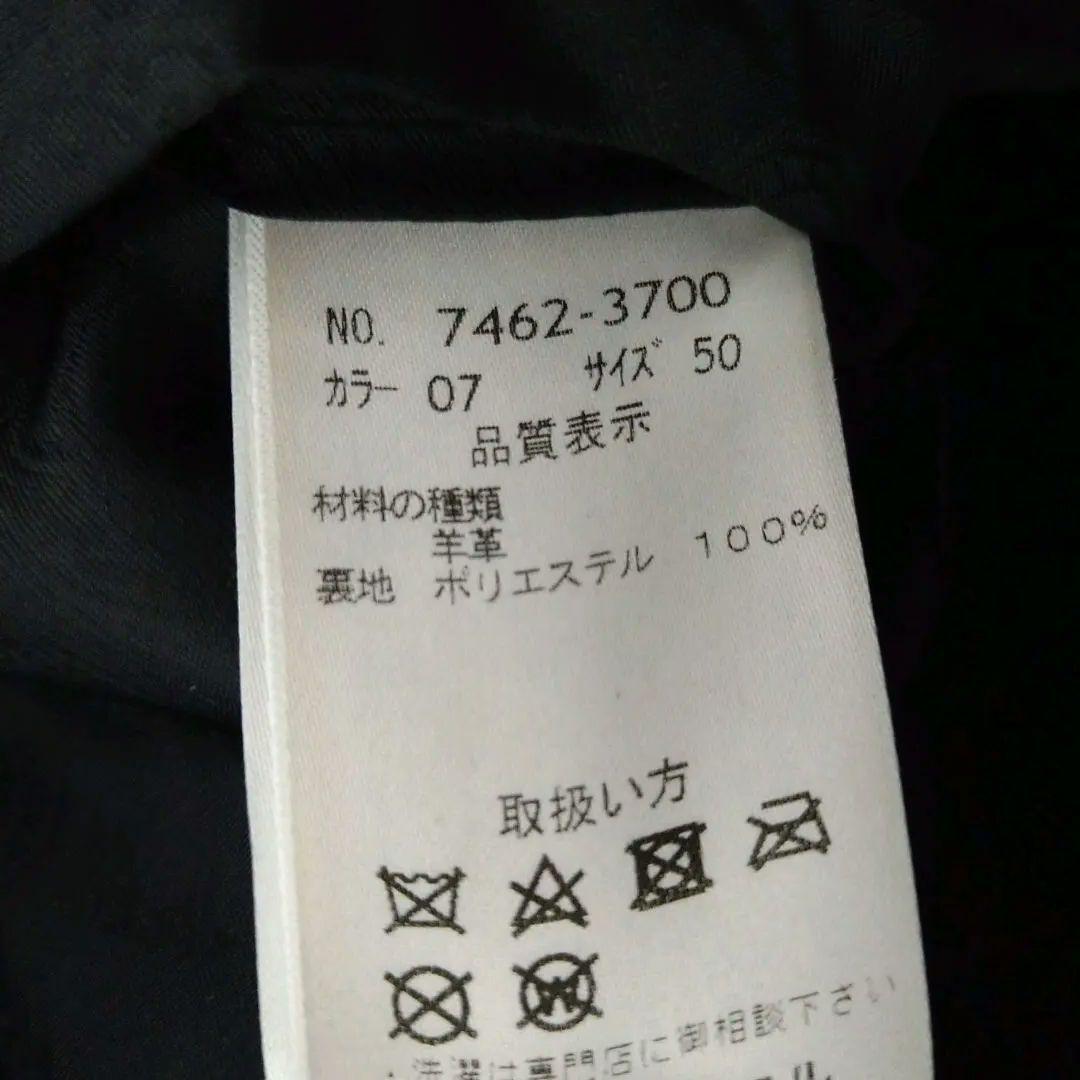 NO. 7462-3700
カラー 07 サイズ 50
品質表示
材料の種類
羊革
裏地 ポリエステル 100%
取扱い方
W
・洗濯は専門店に御相談下さい